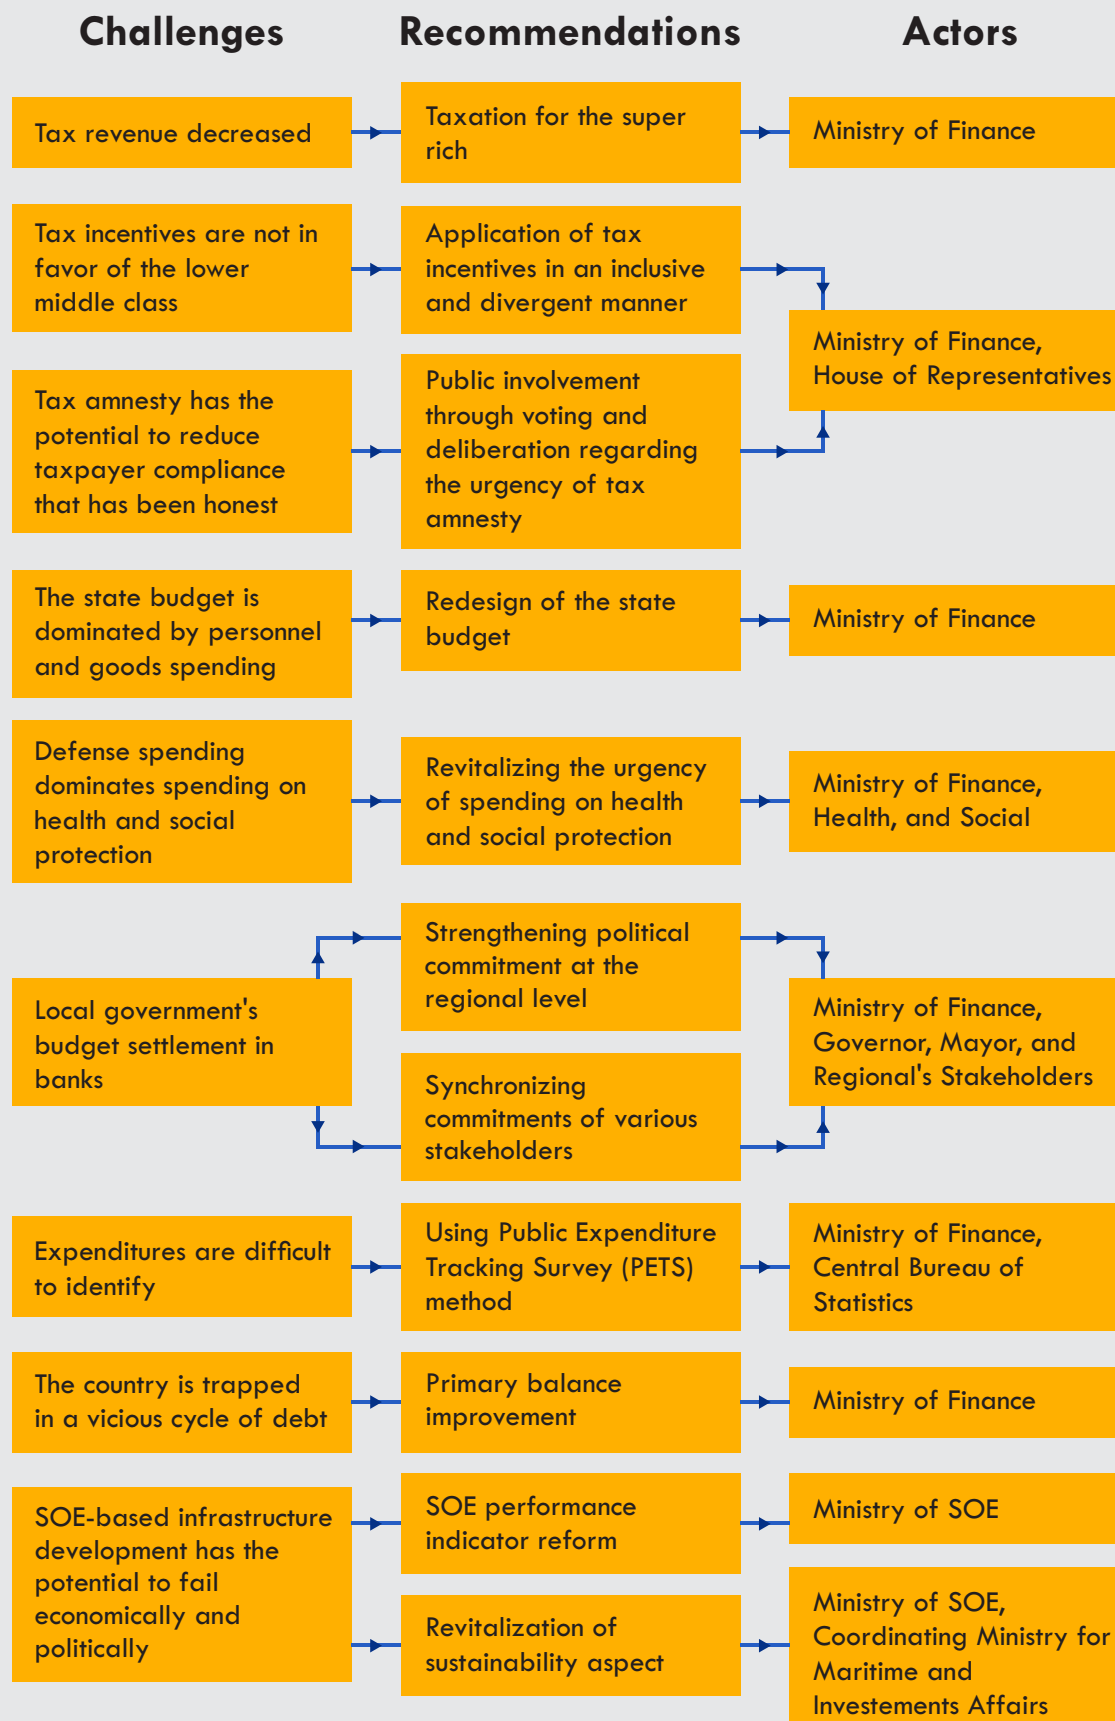 Challenges
Recommendations
Actors
Tax revenue decreased
Taxation for the super
rich
Ministry of Finance
Tax incentives are not in
favor of the lower
middle class
Application of tax
incentives in an inclusive
and divergent manner
Ministry of Finance,
House of Representatives
Tax amnesty has the
potential to reduce
taxpayer compliance
that has been honest
Public involvement
through voting and
deliberation regarding
the urgency of tax
amnesty
The state budget is
dominated by personnel
and goods spending
Redesign of the state
budget
Ministry of Finance
Defense spending
dominates spending on
health and social
protection
Revitalizing the urgency
of spending on health
and social protection
Ministry of Finance,
Health, and Social
Local government's
budget settlement in
banks
Strengthening political
commitment at the
regional level
Synchronizing
commitments of various
stakeholders
Ministry of Finance,
Governor, Mayor, and
Regional's Stakeholders
Expenditures are difficult
to identify
Using Public Expenditure
Tracking Survey (PETS)
method
Ministry of Finance,
Central Bureau of
Statistics
The country is trapped
in a vicious cycle of debt
Primary balance
improvement
Ministry of Finance
SOE-based infrastructure
development has the
potential to fail
economically and
politically
SOE performance
indicator reform
Ministry of SOE
Revitalization of
sustainability aspect
Ministry of SOE,
Coordinating Ministry for
Maritime and
Investements Affairs